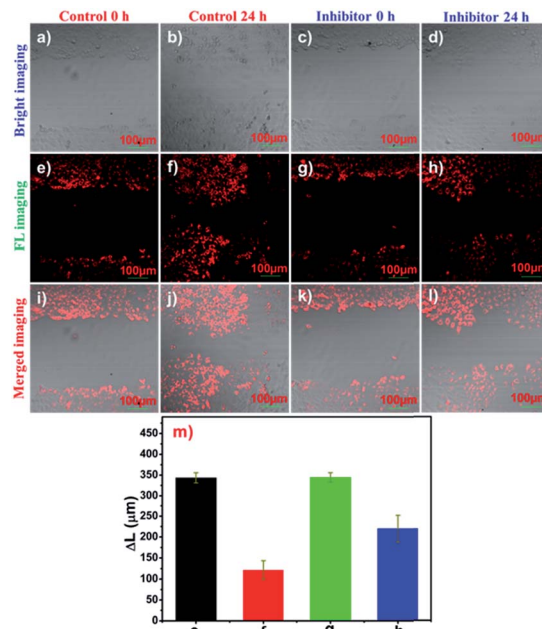 Control 0 h Control 24 h Inhibitor 0 h Inhibitor 24 h
Bright imaging
a) b) c) d)
100μm 100μm 100μm 100μm
FL imaging
e) f) g) h)
100μm 100μm 100μm 100μm
Merged imaging
i) j) k) l)
100μm 100μm 100μm 100μm
m)
ΔL (μm)
450
400
350
300
250
200
150
100
50
0